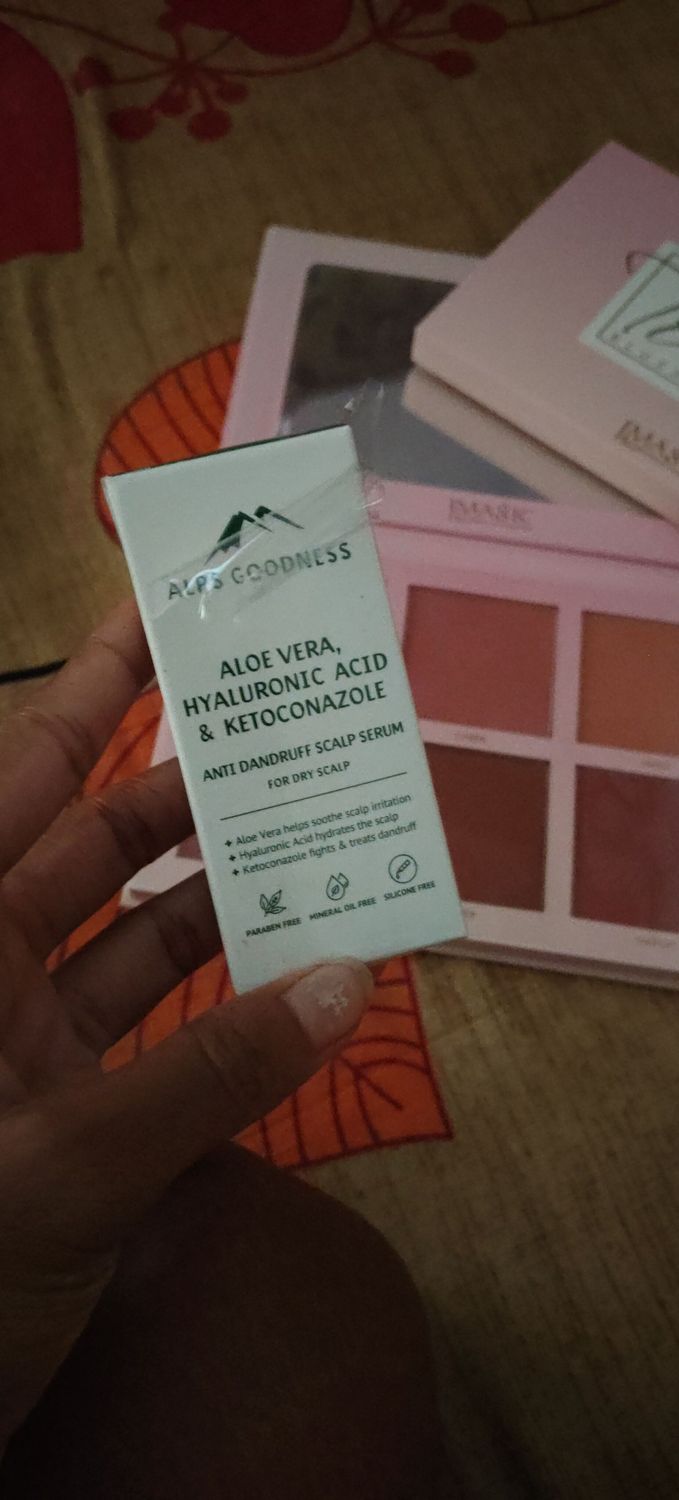 ALPS GOODNESS
ALOE VERA,
HYALURONIC ACID
& KETOCONAZOLE
ANTI DANDRUFF SCALP SERUM
FOR DRY SCALP
+ Aloe Vera helps soothe scalp irritation
+ Hyaluronic Acid hydrates the scalp
+ Ketoconazole fights & treats dandruff
PARABEN FREE
MINERAL OIL FREE
SILICONE FREE